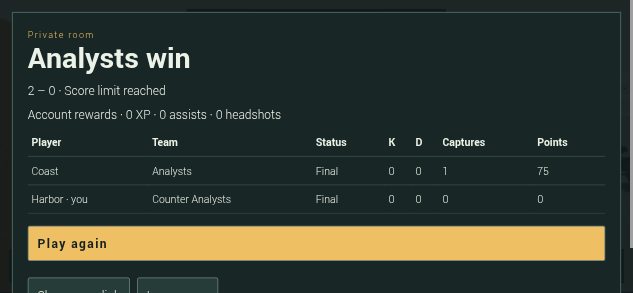 Private room
Analysts win
2 – 0 · Score limit reached
Account rewards · 0 XP · 0 assists · 0 headshots
Player Team Status K D Captures Points
Coast Analysts Final 0 0 1 75
Harbor · you Counter Analysts Final 0 0 0 0
Play again